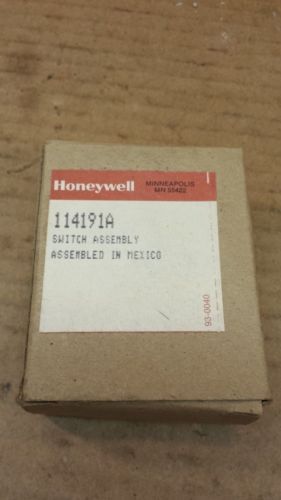 Honeywell
MINNEAPOLIS
MN 55422
114191A
SWITCH ASSEMBLY
ASSEMBLED IN MEXICO
93-0040